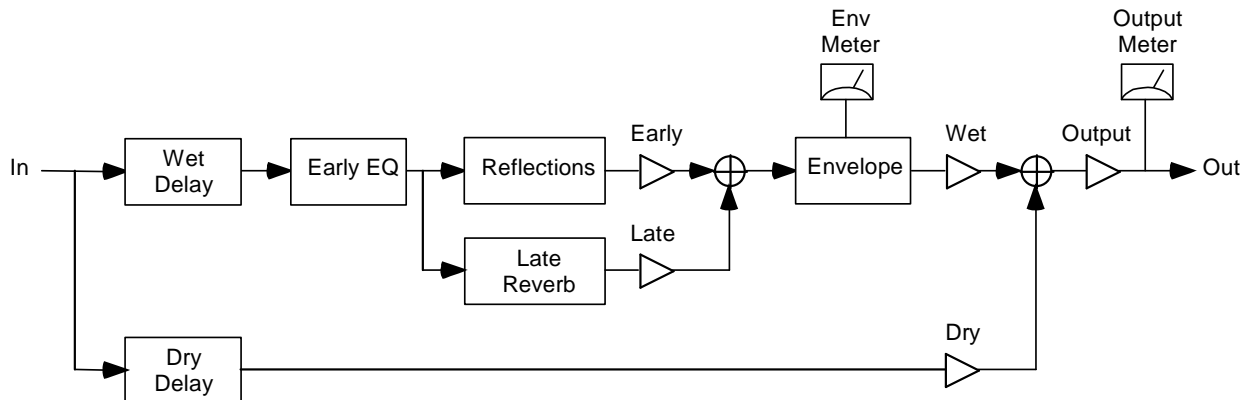 Env
Meter
Output
Meter
In
Wet
Delay
Early EQ
Reflections
Early
Envelope
Wet
Output
Out
Late
Reverb
Late
Dry
Delay
Dry